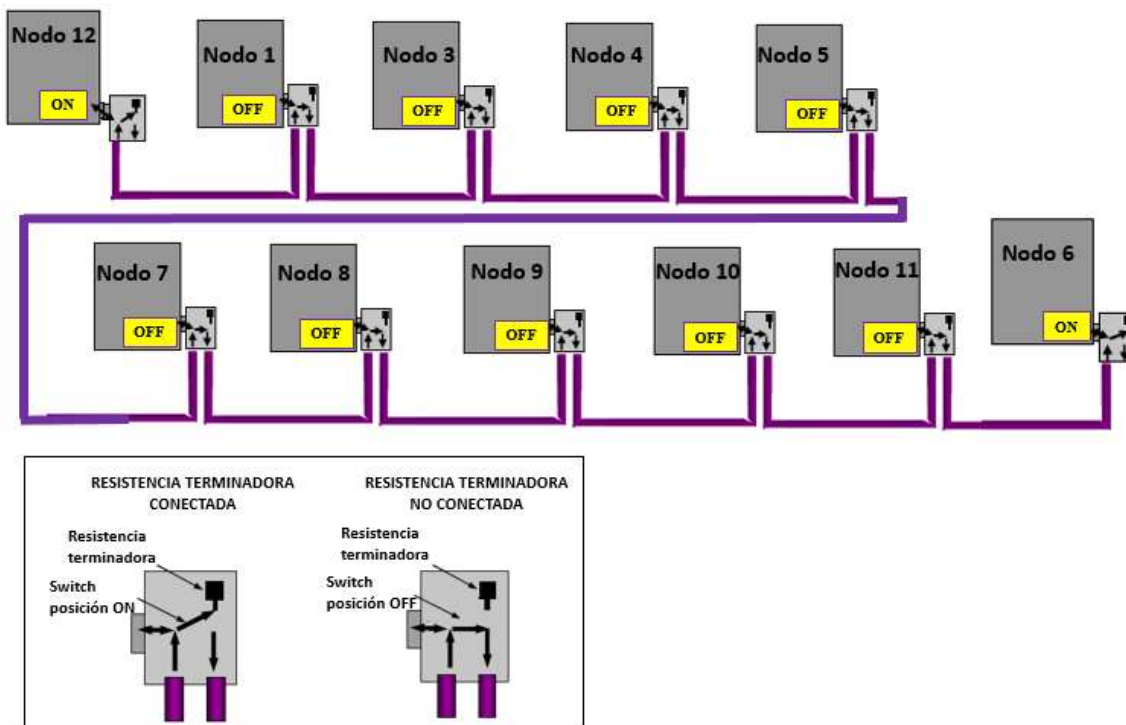 Nodo 12
ON
Nodo 1
OFF
Nodo 3
OFF
Nodo 4
OFF
Nodo 5
OFF
Nodo 7
OFF
Nodo 8
OFF
Nodo 9
OFF
Nodo 10
OFF
Nodo 11
OFF
Nodo 6
ON
RESISTENCIA TERMINADORA
CONECTADA
Resistencia
terminadora
Switch
posición ON
RESISTENCIA TERMINADORA
NO CONECTADA
Resistencia
terminadora
Switch
posición OFF